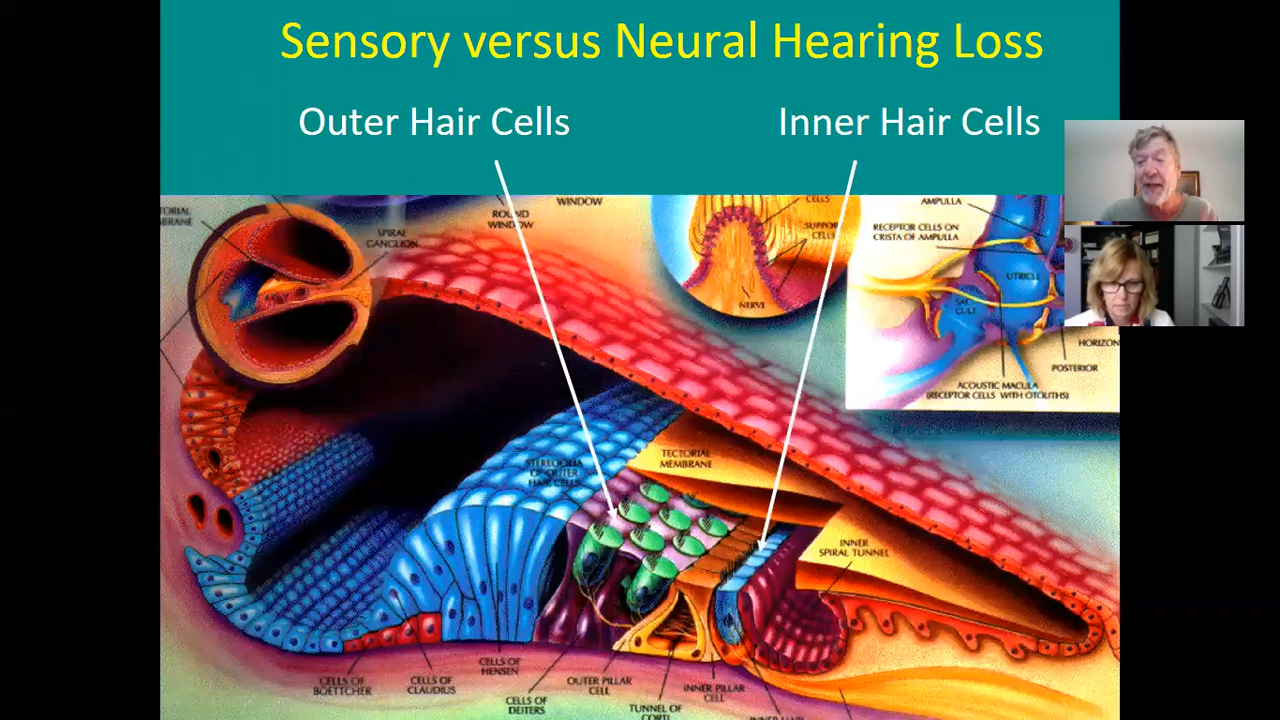 Sensory versus Neural Hearing Loss
Outer Hair Cells
Inner Hair Cells
WINDOW
ROUND
WINDOW
SPIRAL
GANGLION
CELLS
NERVE
AMPULLA
RECEPTOR CELLS ON
CRISTA OF AMPULLA
UTRICLE
SAC
CULE
HORIZON
POSTERIOR
ACOUSTIC MACULA
(RECEPTOR CELLS WITH OTOLITHS)
TECTORIAL
MEMBRANE
STEREOCILIA
OF OUTER
HAIR CELLS
INNER
SPIRAL TUNNEL
CELLS OF
BOETTCHER
CELLS OF
CLAUDIUS
CELLS OF
HENSEN
CELLS OF
DEITERS
OUTER PILLAR
CELL
TUNNEL OF
CORTI
INNER PILLAR
CELL